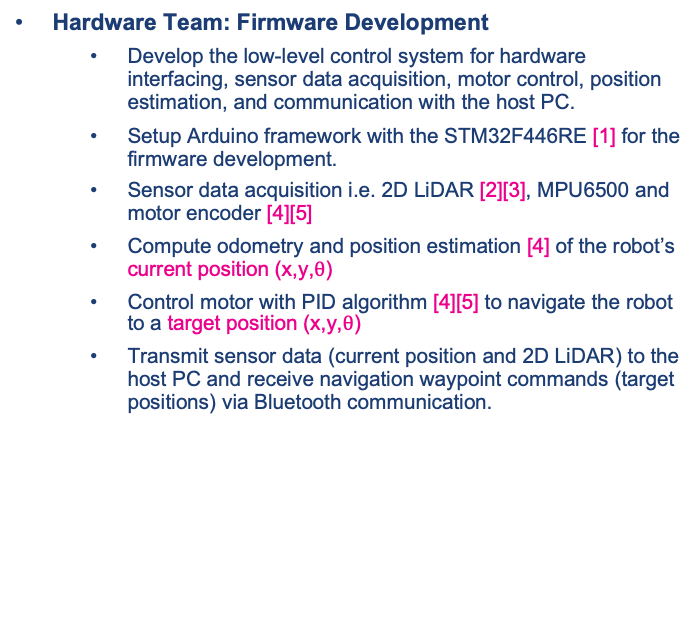 • Hardware Team: Firmware Development
• Develop the low-level control system for hardware
interfacing, sensor data acquisition, motor control, position
estimation, and communication with the host PC.
• Setup Arduino framework with the STM32F446RE [1] for the
firmware development.
• Sensor data acquisition i.e. 2D LiDAR [2][3], MPU6500 and
motor encoder [4][5]
• Compute odometry and position estimation [4] of the robot’s
current position (x,y,θ)
• Control motor with PID algorithm [4][5] to navigate the robot
to a target position (x,y,θ)
• Transmit sensor data (current position and 2D LiDAR) to the
host PC and receive navigation waypoint commands (target
positions) via Bluetooth communication.